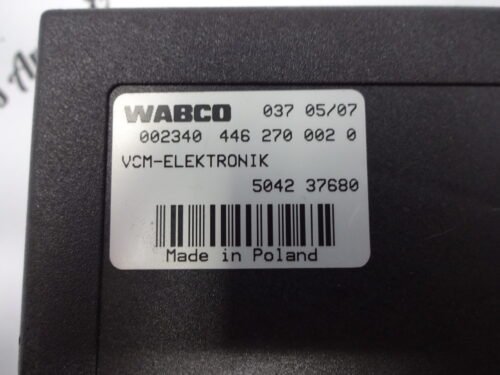 WABCO 037 05/07
002340 446 270 002 0
VCM-ELEKTRONIK
5042 37680
Made in Poland